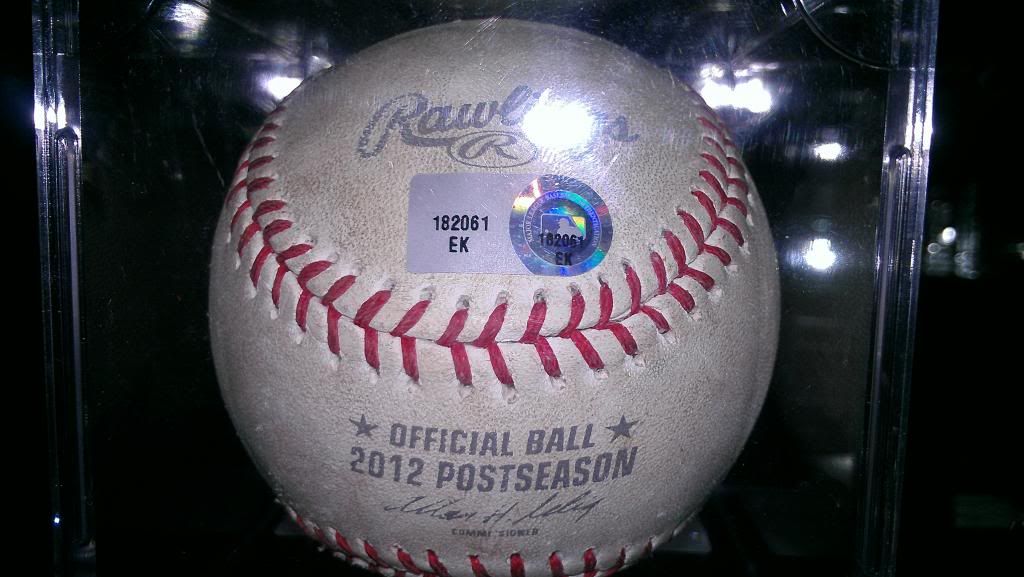 Rawlings
R
182061
EK
182061
EK
OFFICIAL BALL
2012 POSTSEASON
COMMISSIONER